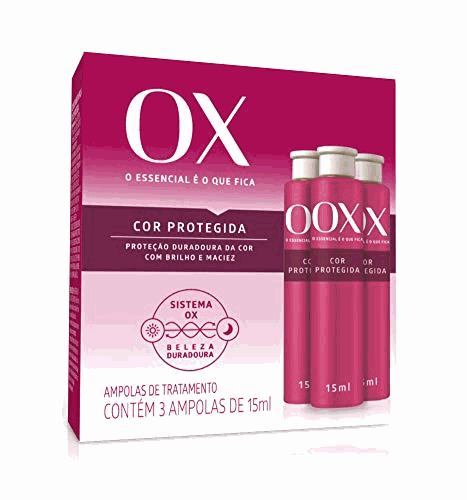 OX
O ESSENCIAL É O QUE FICA
COR PROTEGIDA
PROTEÇÃO DURADOURA DA COR
COM BRILHO E MACIEZ
SISTEMA
OX
BELEZA
DURADOURA
AMPOLAS DE TRATAMENTO
CONTÉM 3 AMPOLAS DE 15ml
OX
O ESSENCIAL É O QUE FICA
COR
PROTEGIDA
15ml